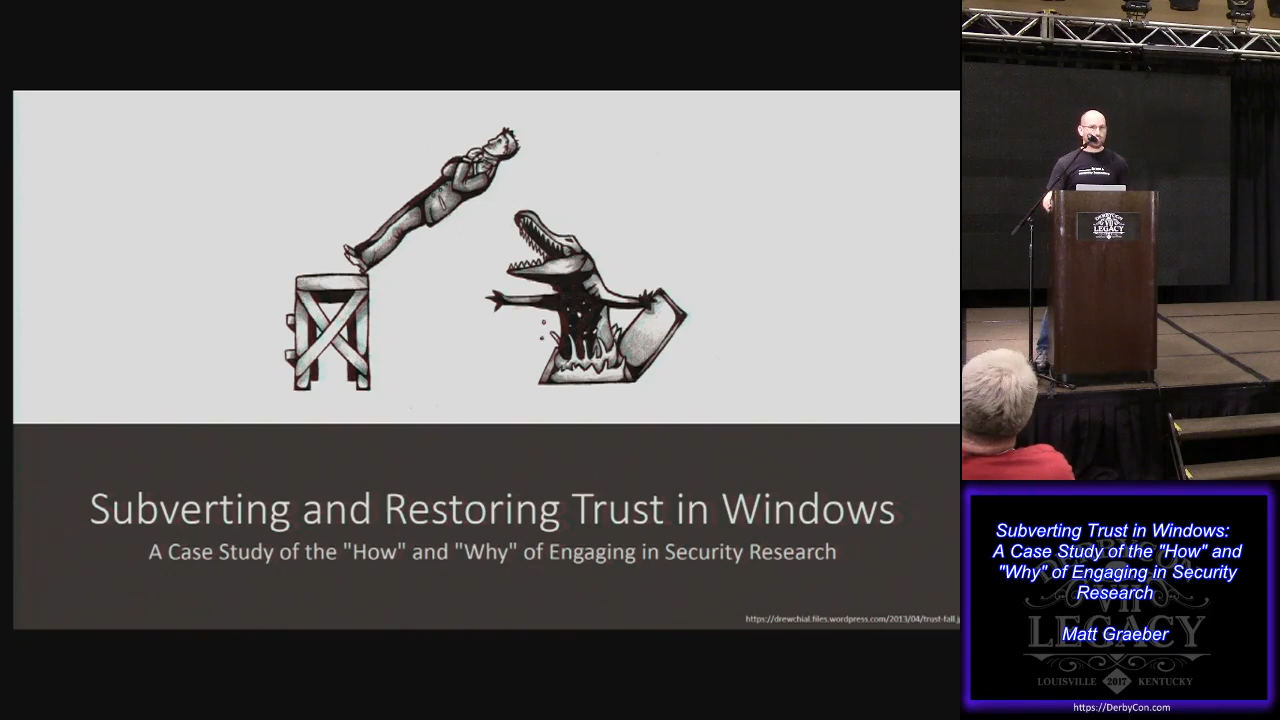 Subverting and Restoring Trust in Windows
A Case Study of the "How" and "Why" of Engaging in Security Research
https://drewchial.files.wordpress.com/2013/04/trust-fall.j
DERBYCON
LEGACY
Subverting Trust in Windows:
A Case Study of the "How" and
"Why" of Engaging in Security
Research
Matt Graeber
VII
LEGACY
LOUISVILLE 2017 KENTUCKY
https://DerbyCon.com